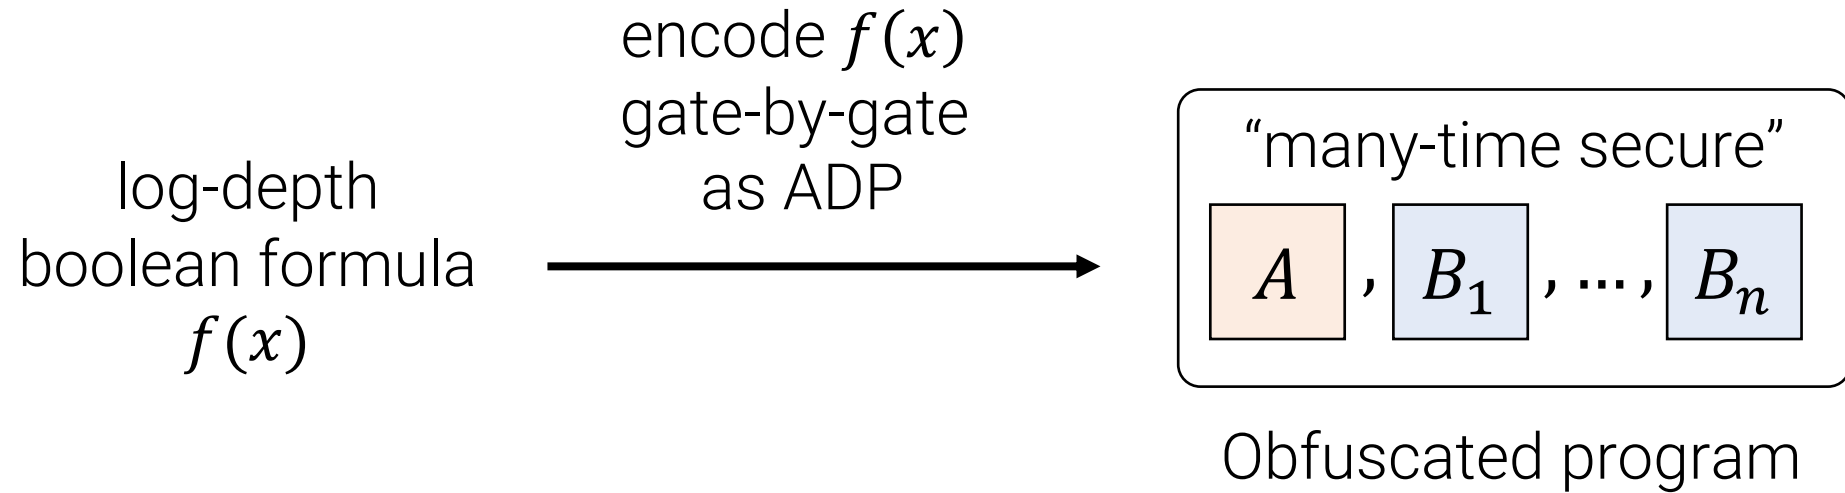 log-depth
boolean formula
f(x)
encode f(x)
gate-by-gate
as ADP
“many-time secure”
A , B₁ , … , Bₙ
Obfuscated program